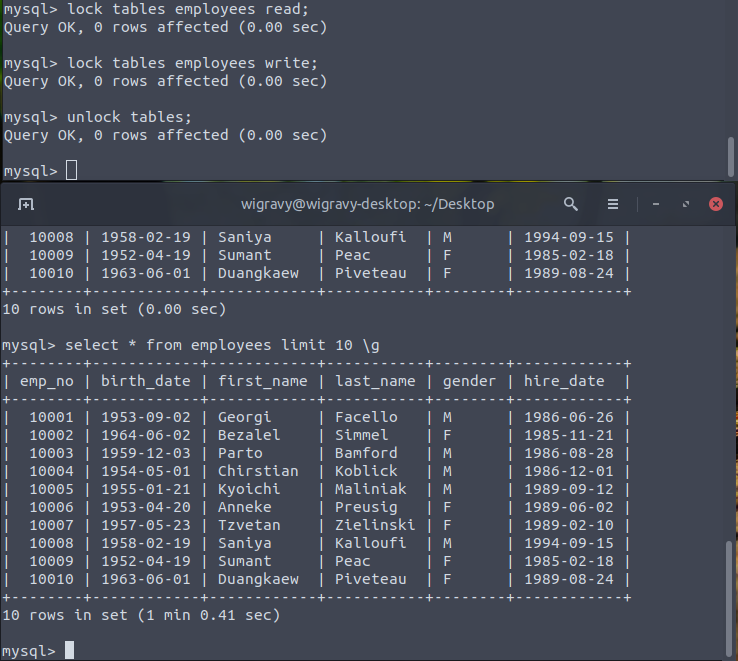 mysql> lock tables employees read;
Query OK, 0 rows affected (0.00 sec)
mysql> lock tables employees write;
Query OK, 0 rows affected (0.00 sec)
mysql> unlock tables;
Query OK, 0 rows affected (0.00 sec)
mysql>
wigravy@wigravy-desktop: ~/Desktop
|  10008 | 1958-02-19 | Saniya     | Kalloufi  | M      | 1994-09-15 |
|  10009 | 1952-04-19 | Sumant     | Peac      | F      | 1985-02-18 |
|  10010 | 1963-06-01 | Duangkaew  | Piveteau  | F      | 1989-08-24 |
+--------+------------+------------+-----------+--------+------------+
10 rows in set (0.00 sec)
mysql> select * from employees limit 10 \g
+--------+------------+------------+-----------+--------+------------+
| emp_no | birth_date | first_name | last_name | gender | hire_date  |
+--------+------------+------------+-----------+--------+------------+
|  10001 | 1953-09-02 | Georgi     | Facello   | M      | 1986-06-26 |
|  10002 | 1964-06-02 | Bezalel    | Simmel    | F      | 1985-11-21 |
|  10003 | 1959-12-03 | Parto      | Bamford   | M      | 1986-08-28 |
|  10004 | 1954-05-01 | Chirstian  | Koblick   | M      | 1986-12-01 |
|  10005 | 1955-01-21 | Kyoichi    | Maliniak  | M      | 1989-09-12 |
|  10006 | 1953-04-20 | Anneke     | Preusig   | F      | 1989-06-02 |
|  10007 | 1957-05-23 | Tzvetan    | Zielinski | F      | 1989-02-10 |
|  10008 | 1958-02-19 | Saniya     | Kalloufi  | M      | 1994-09-15 |
|  10009 | 1952-04-19 | Sumant     | Peac      | F      | 1985-02-18 |
|  10010 | 1963-06-01 | Duangkaew  | Piveteau  | F      | 1989-08-24 |
+--------+------------+------------+-----------+--------+------------+
10 rows in set (1 min 0.41 sec)
mysql>